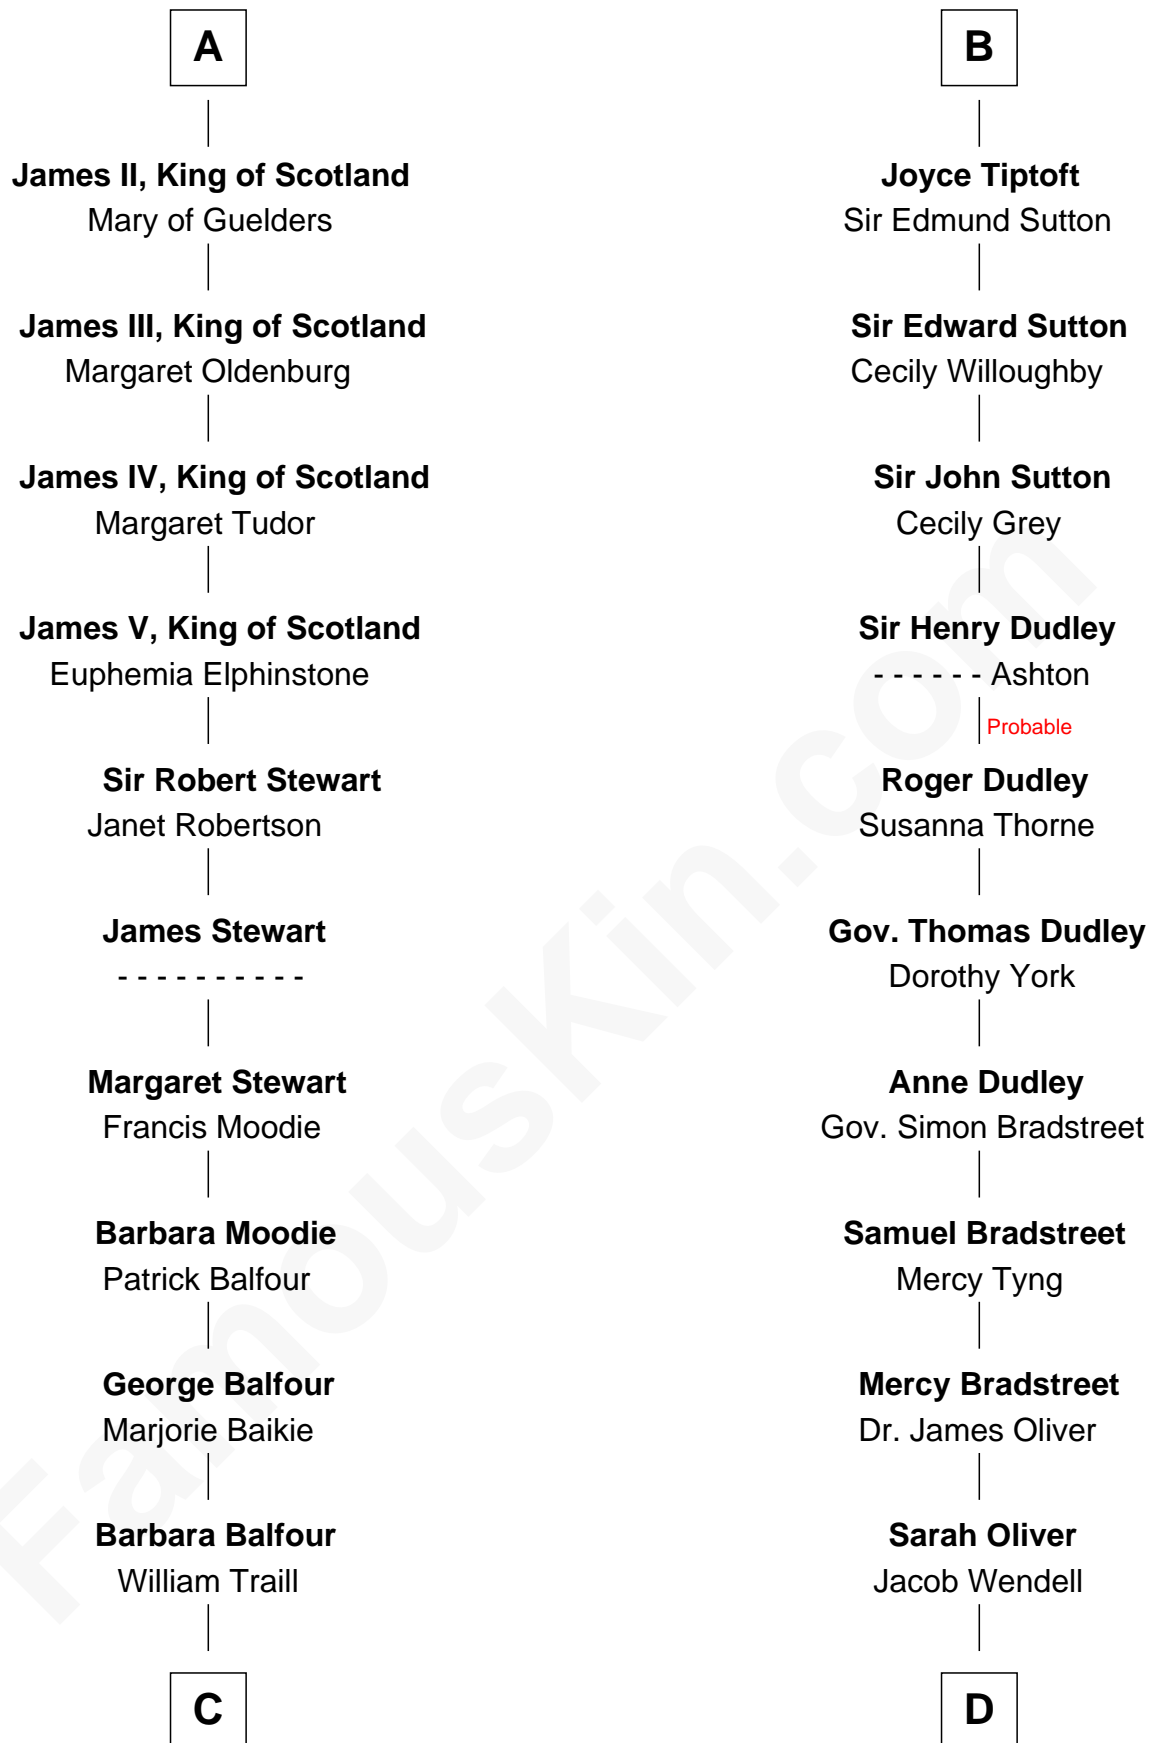 A
James II, King of Scotland
Mary of Guelders
James III, King of Scotland
Margaret Oldenburg
James IV, King of Scotland
Margaret Tudor
James V, King of Scotland
Euphemia Elphinstone
Sir Robert Stewart
Janet Robertson
James Stewart
- - - - - - - - - -
Margaret Stewart
Francis Moodie
Barbara Moodie
Patrick Balfour
George Balfour
Marjorie Baikie
Barbara Balfour
William Traill
C
B
Joyce Tiptoft
Sir Edmund Sutton
Sir Edward Sutton
Cecily Willoughby
Sir John Sutton
Cecily Grey
Sir Henry Dudley
- - - - - - Ashton
Probable
Roger Dudley
Susanna Thorne
Gov. Thomas Dudley
Dorothy York
Anne Dudley
Gov. Simon Bradstreet
Samuel Bradstreet
Mercy Tyng
Mercy Bradstreet
Dr. James Oliver
Sarah Oliver
Jacob Wendell
D
FamousKin.com